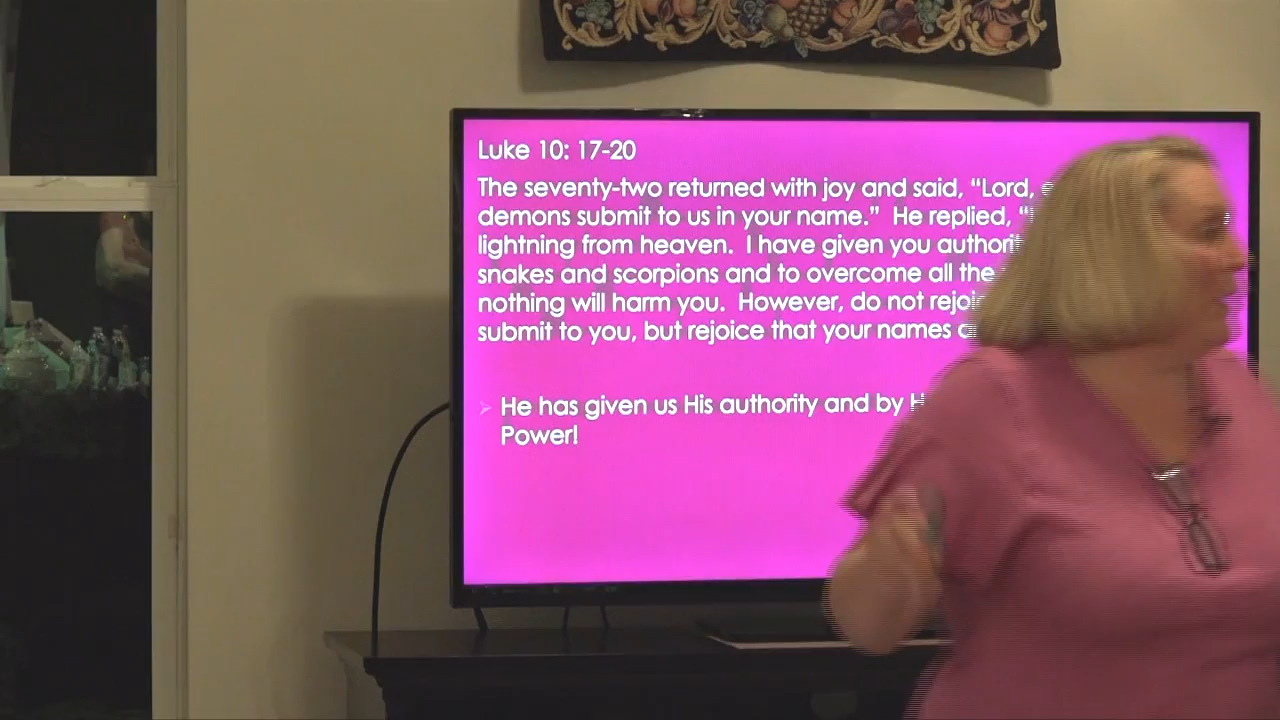 Luke 10: 17-20
The seventy-two returned with joy and said, “Lord,
demons submit to us in your name.”  He replied, “
lightning from heaven.  I have given you
snakes and scorpions and to overcome all the
nothing will harm you.  However, do not
submit to you, but rejoice that your names
He has given us His authority and by
Power!